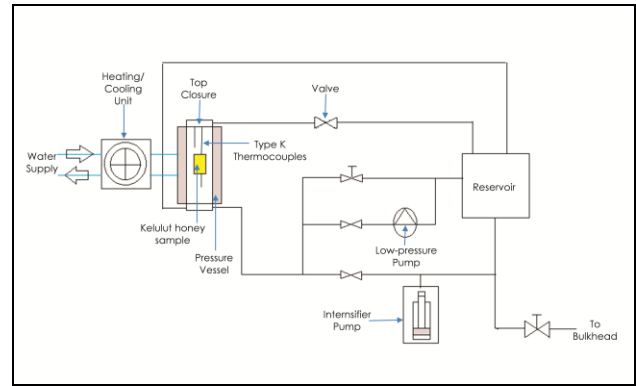 Heating/
Cooling
Unit
Top
Closure
Valve
Type K
Thermocouples
Water
Supply
Reservoir
Kelulut honey
sample
Pressure
Vessel
Low-pressure
Pump
Internsifier
Pump
To
Bulkhead